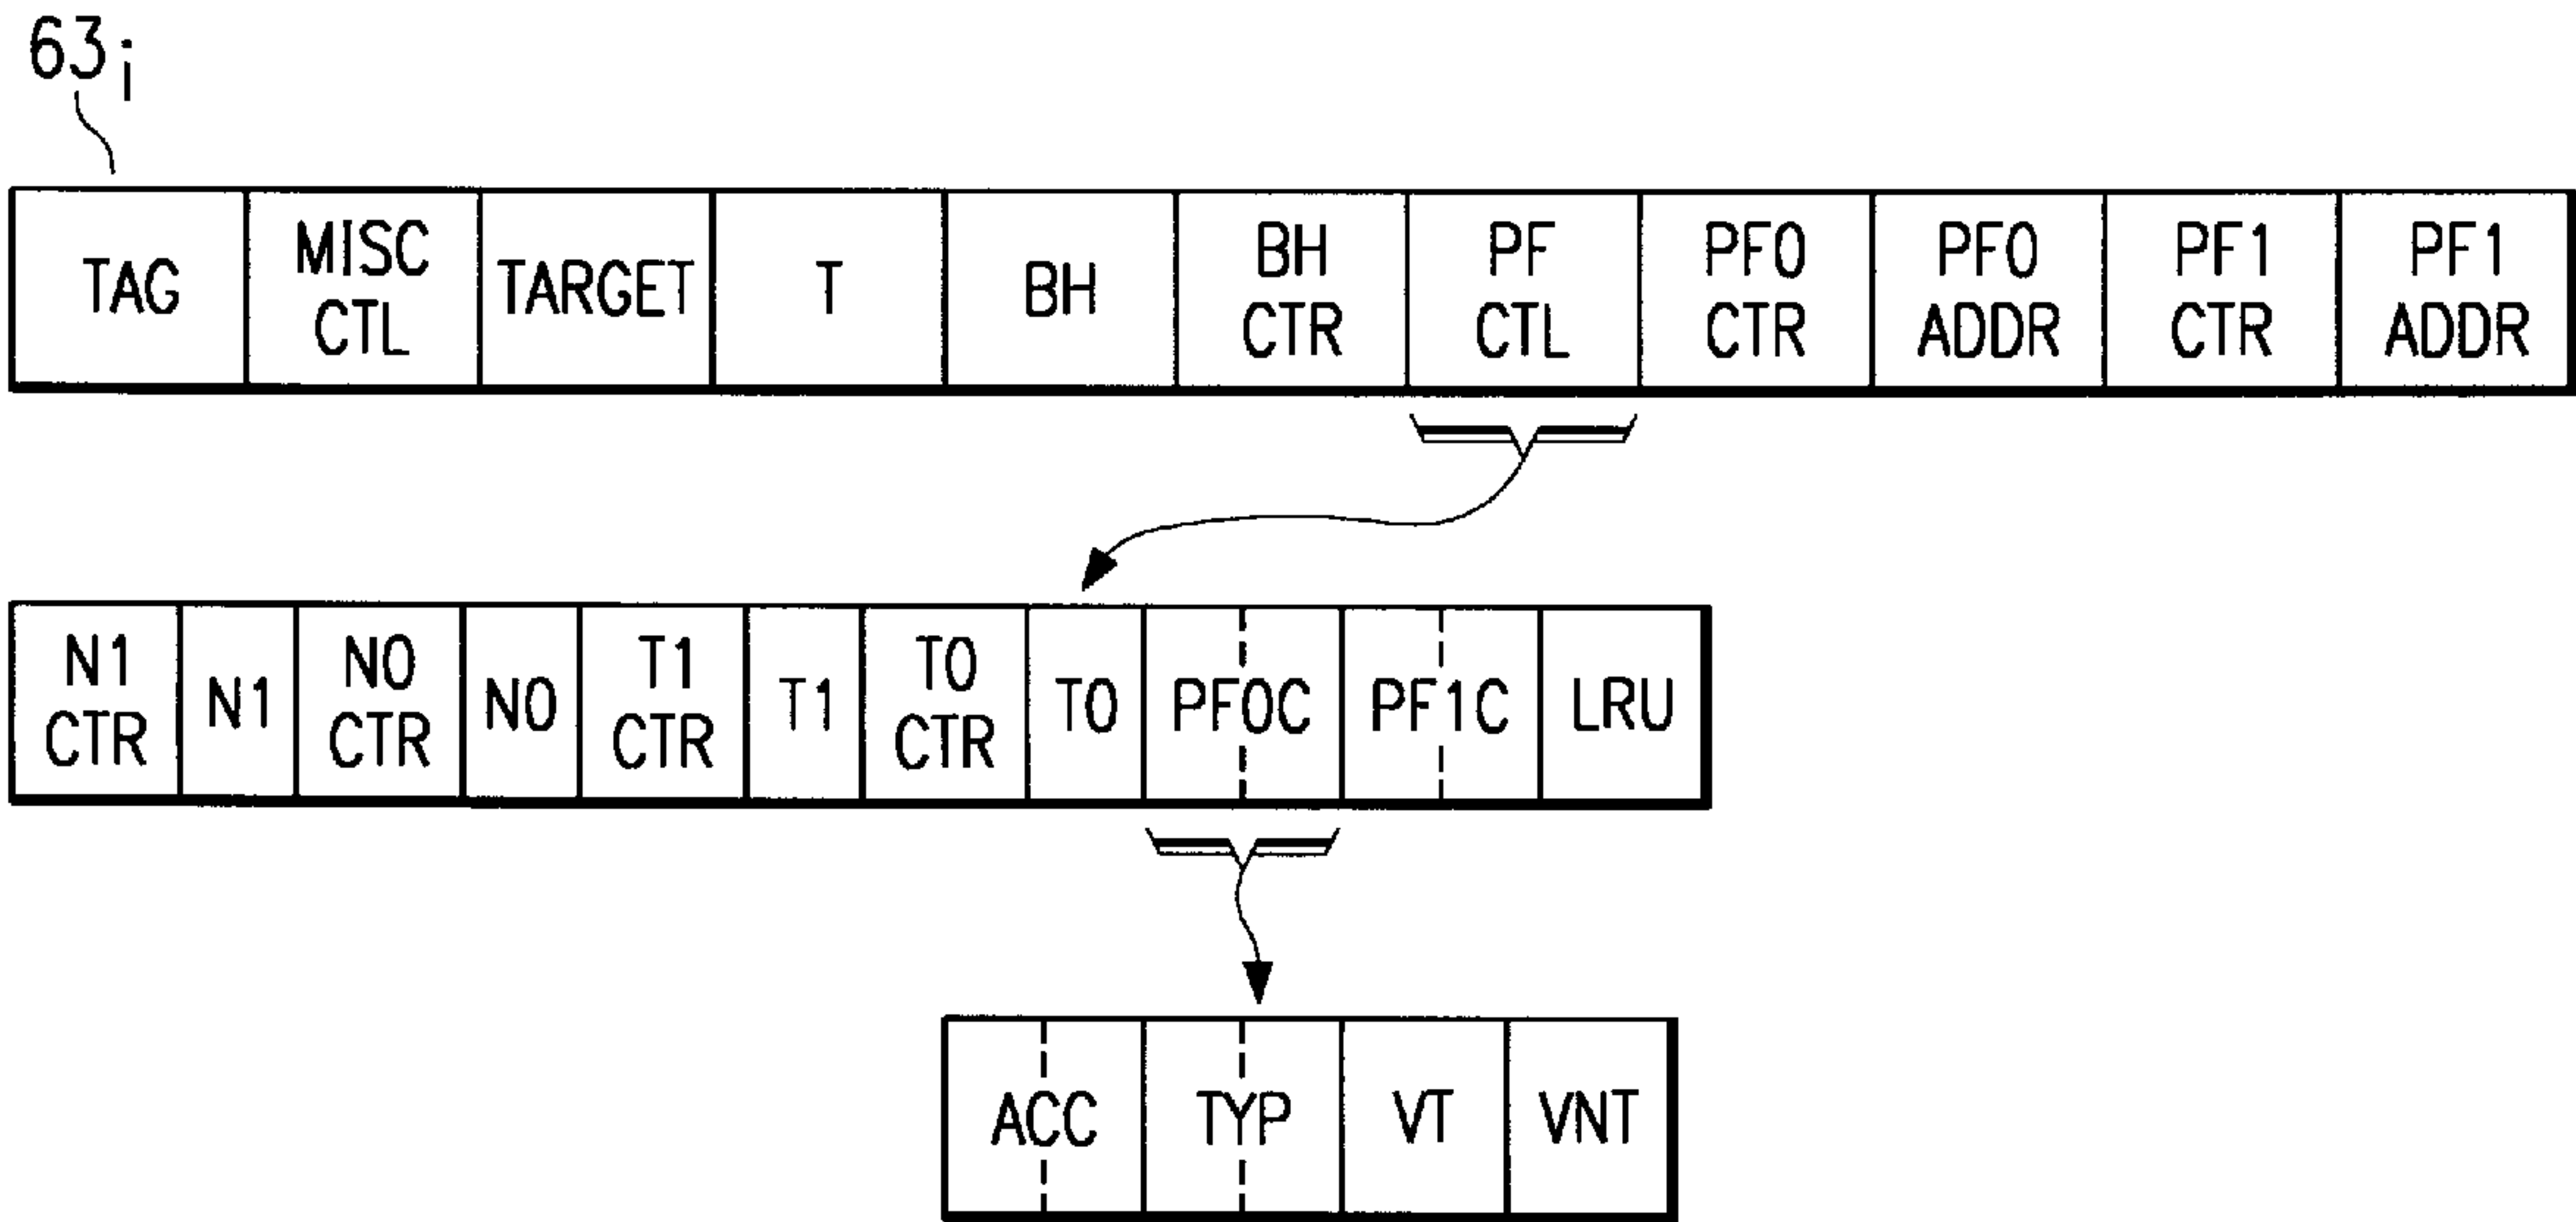 63i
TAG
MISC
CTL
TARGET
T
BH
BH
CTR
PF
CTL
PF0
CTR
PF0
ADDR
PF1
CTR
PF1
ADDR
N1
CTR
N1
N0
CTR
N0
T1
CTR
T1
T0
CTR
T0
PF0C
PF1C
LRU
ACC
TYP
VT
VNT